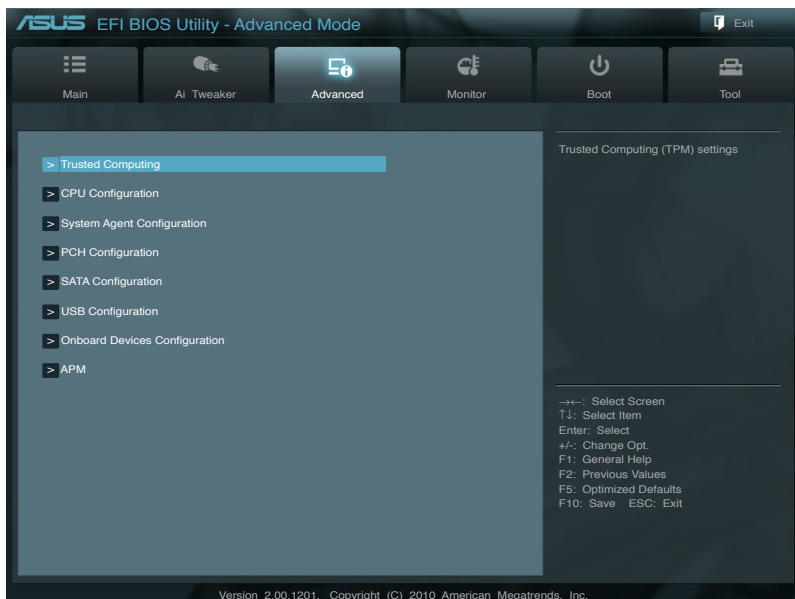 ASUS EFI BIOS Utility - Advanced Mode
Exit
Main
Ai Tweaker
Advanced
Monitor
Boot
Tool
> Trusted Computing
> CPU Configuration
> System Agent Configuration
> PCH Configuration
> SATA Configuration
> USB Configuration
> Onboard Devices Configuration
> APM
Trusted Computing (TPM) settings
→←: Select Screen
↑↓: Select Item
Enter: Select
+/-: Change Opt.
F1: General Help
F2: Previous Values
F5: Optimized Defaults
F10: Save ESC: Exit
Version 2.00.1201. Copyright (C) 2010 American Megatrends, Inc.